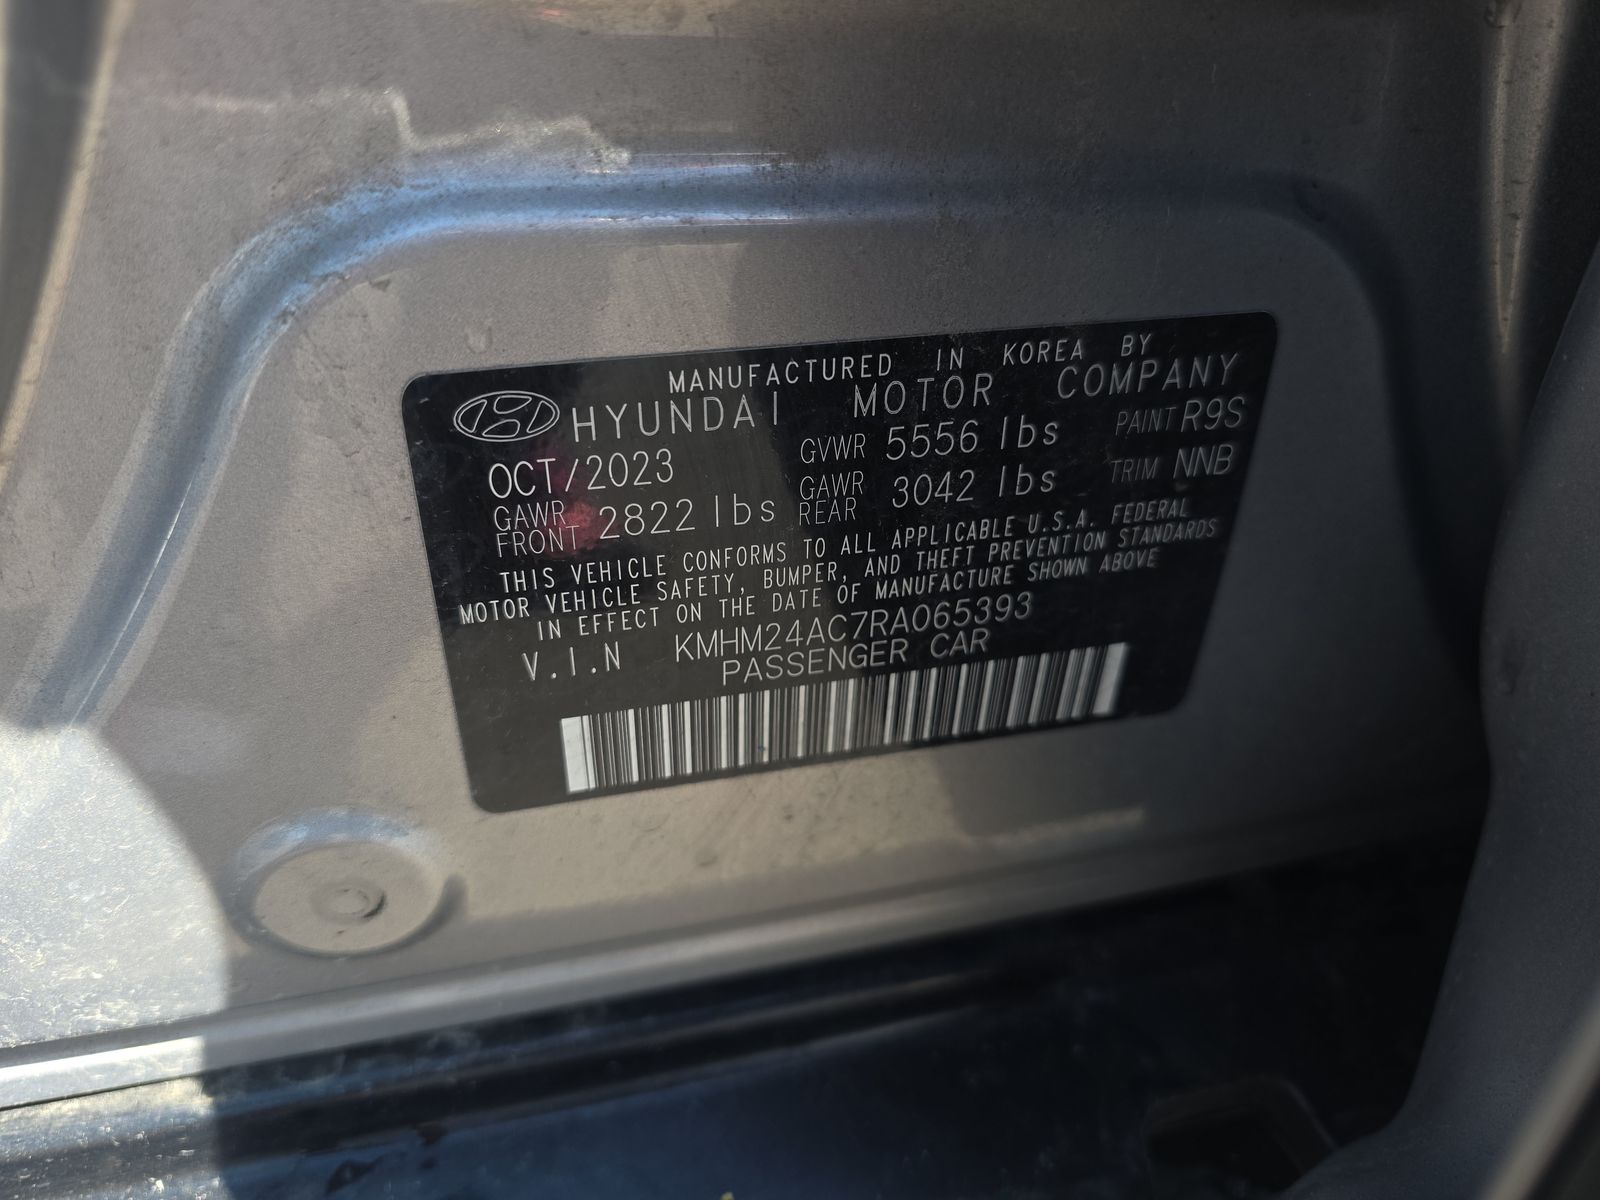 MANUFACTURED IN KOREA BY
HYUNDAI MOTOR COMPANY
OCT/2023 GVWR 5556 lbs PAINT R9S
GAWR FRONT 2822 lbs GAWR REAR 3042 lbs TRIM NNB
THIS VEHICLE CONFORMS TO ALL APPLICABLE U.S.A. FEDERAL
MOTOR VEHICLE SAFETY, BUMPER, AND THEFT PREVENTION STANDARDS
IN EFFECT ON THE DATE OF MANUFACTURE SHOWN ABOVE
V.I.N KMHM24AC7RA065393
PASSENGER CAR